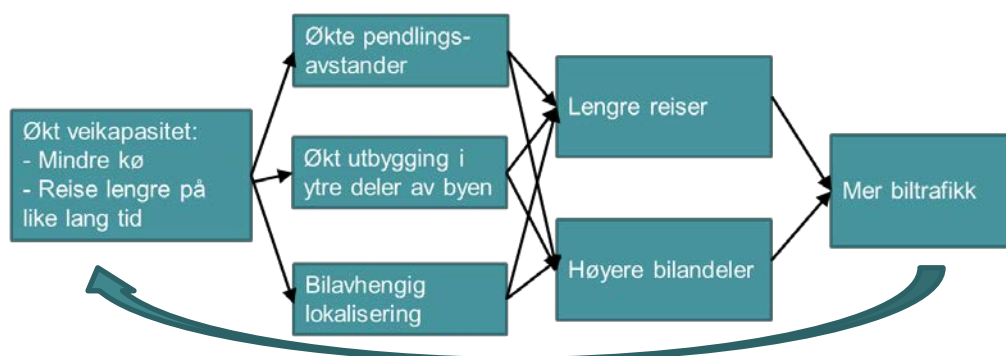 Økt veikapasitet:
- Mindre kø
- Reise lengre på
like lang tid
Økte pendlings-
avstander
Økt utbygging i
ytre deler av byen
Bilavhengig
lokalisering
Lengre reiser
Høyere bilandeler
Mer biltrafikk